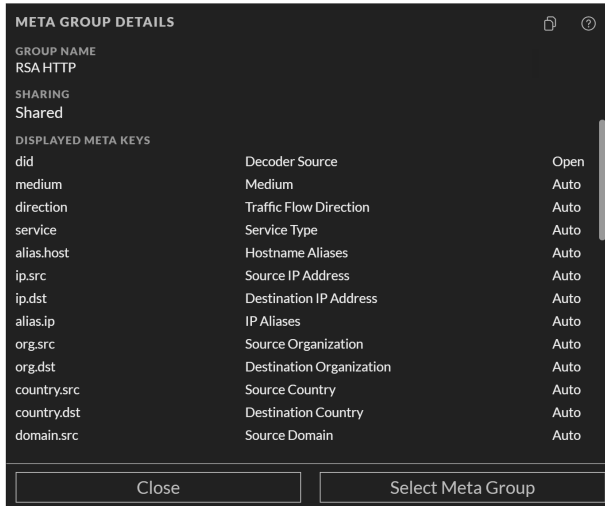 META GROUP DETAILS
GROUP NAME
RSA HTTP
SHARING
Shared
DISPLAYED META KEYS
did Decoder Source Open
medium Medium Auto
direction Traffic Flow Direction Auto
service Service Type Auto
alias.host Hostname Aliases Auto
ip.src Source IP Address Auto
ip.dst Destination IP Address Auto
alias.ip IP Aliases Auto
org.src Source Organization Auto
org.dst Destination Organization Auto
country.src Source Country Auto
country.dst Destination Country Auto
domain.src Source Domain Auto
Close Select Meta Group